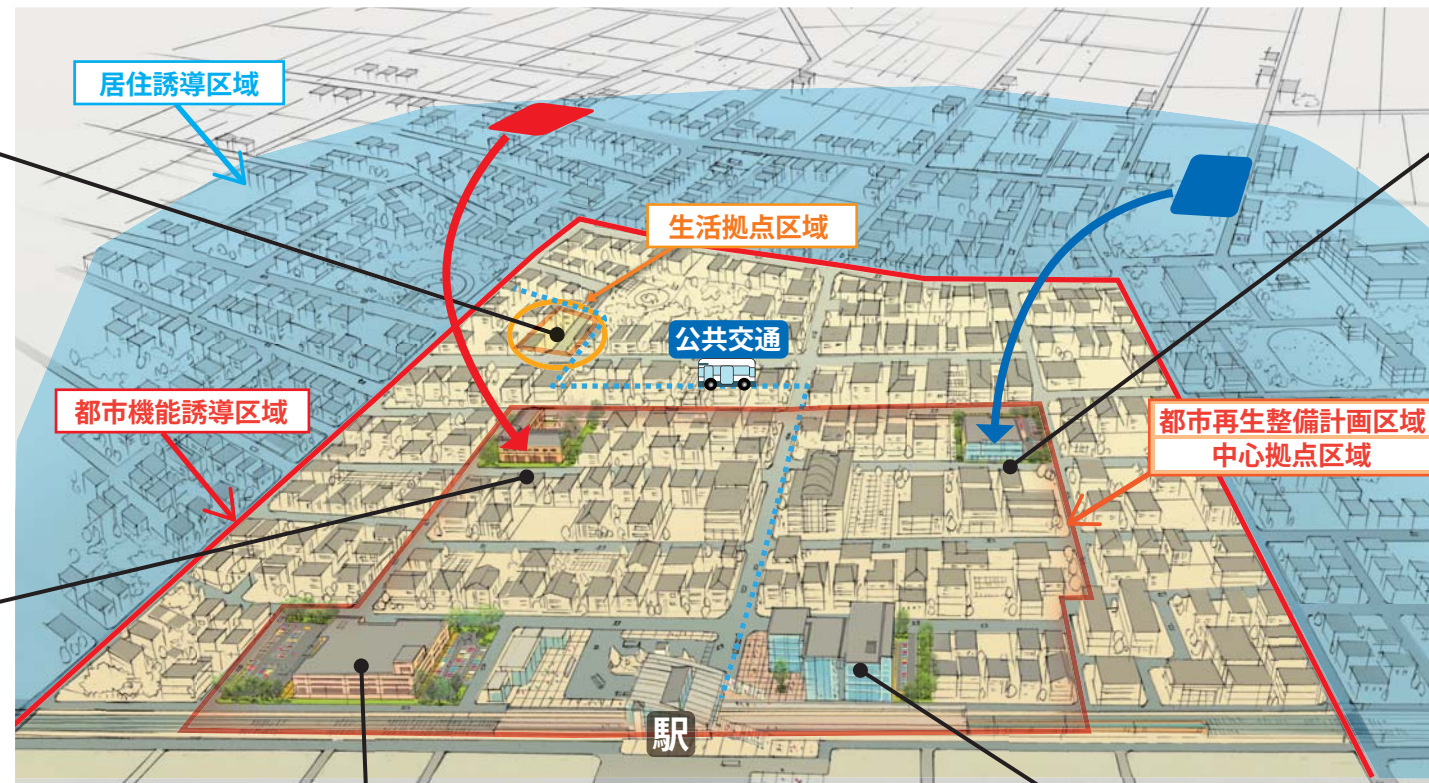 居住誘導区域
生活拠点区域
公共交通
都市機能誘導区域
都市再生整備計画区域
中心拠点区域
駅